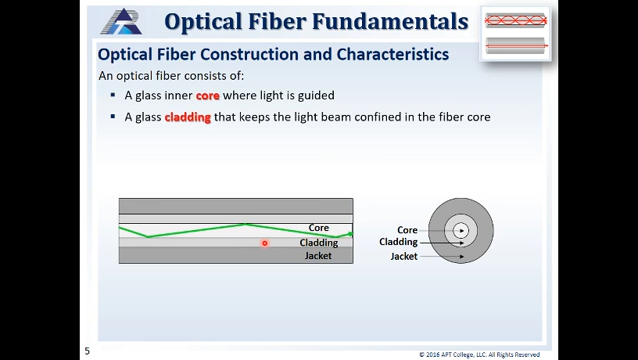 Optical Fiber Fundamentals
Optical Fiber Construction and Characteristics
An optical fiber consists of:
▪ A glass inner core where light is guided
▪ A glass cladding that keeps the light beam confined in the fiber core
Core
Cladding
Jacket
Core
Cladding
Jacket
5
© 2016 APT College, LLC. All Rights Reserved